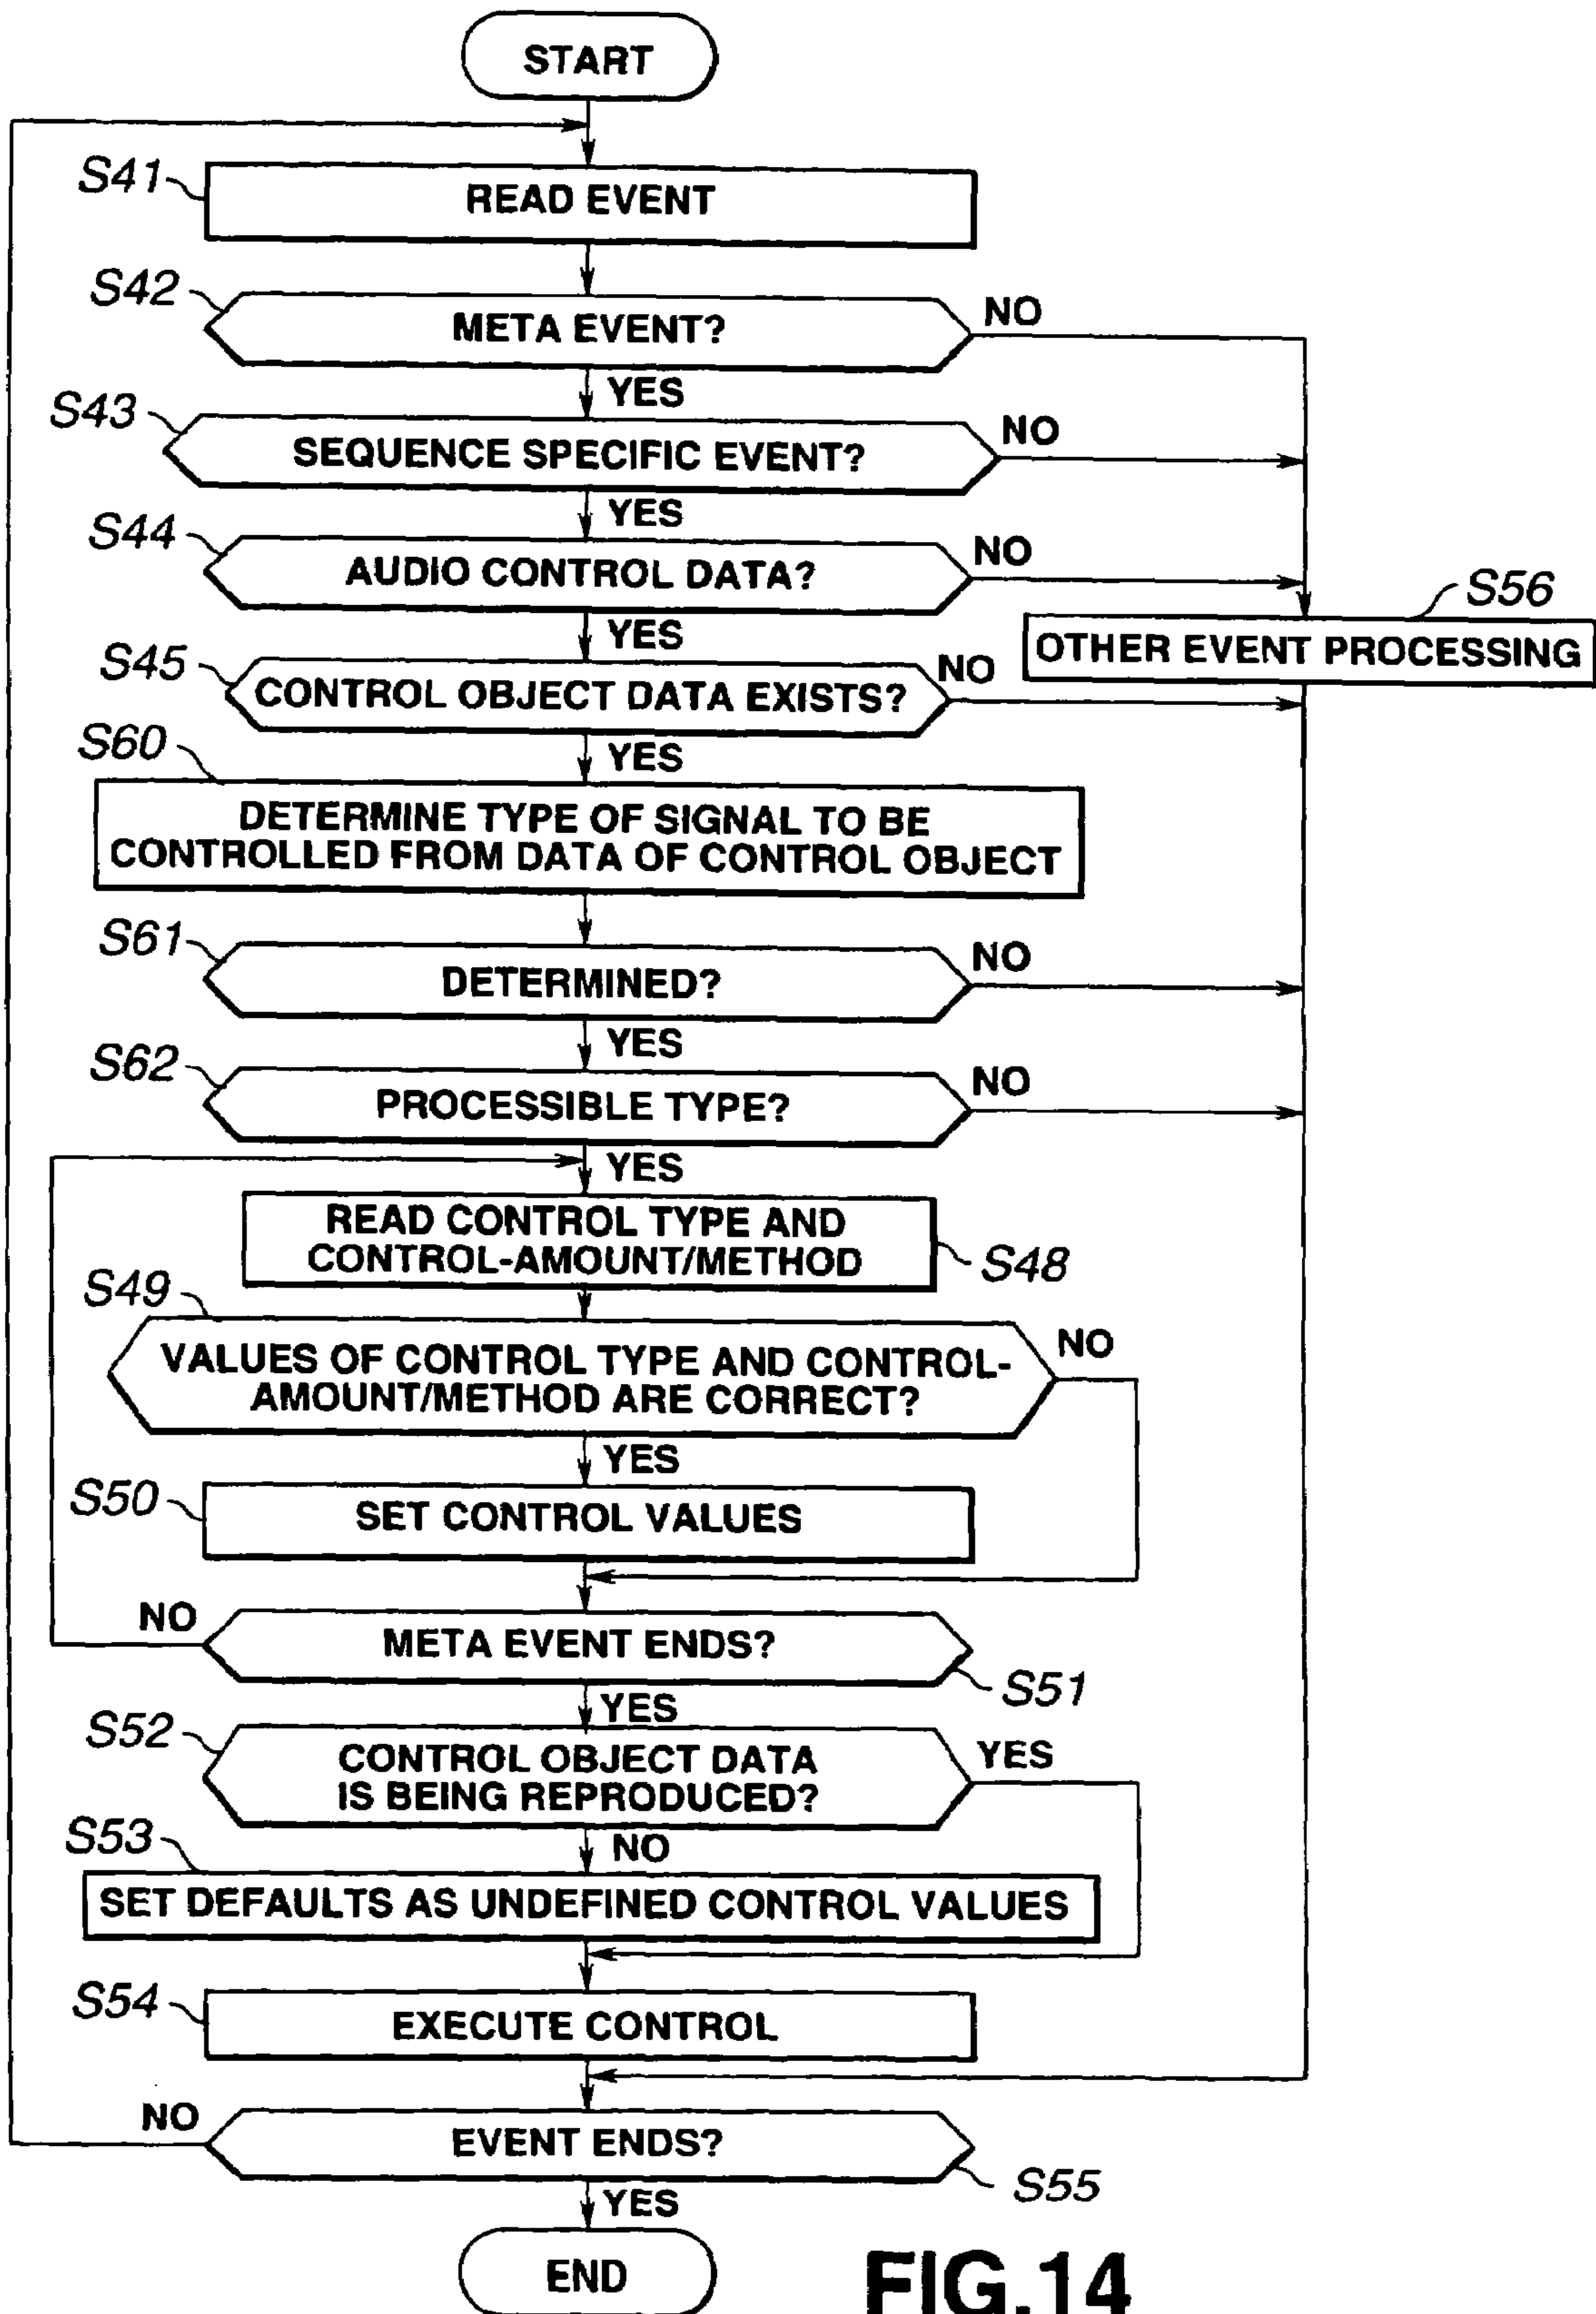 START
S41
READ EVENT
S42
META EVENT?
NO
YES
S43
SEQUENCE SPECIFIC EVENT?
NO
YES
S44
AUDIO CONTROL DATA?
NO
YES
S56
OTHER EVENT PROCESSING
S45
CONTROL OBJECT DATA EXISTS?
NO
YES
S60
DETERMINE TYPE OF SIGNAL TO BE
CONTROLLED FROM DATA OF CONTROL OBJECT
S61
DETERMINED?
NO
YES
S62
PROCESSIBLE TYPE?
NO
YES
READ CONTROL TYPE AND
CONTROL-AMOUNT/METHOD
S48
S49
VALUES OF CONTROL TYPE AND CONTROL-
AMOUNT/METHOD ARE CORRECT?
NO
YES
S50
SET CONTROL VALUES
NO
META EVENT ENDS?
S51
YES
S52
CONTROL OBJECT DATA
IS BEING REPRODUCED?
YES
NO
S53
SET DEFAULTS AS UNDEFINED CONTROL VALUES
S54
EXECUTE CONTROL
NO
EVENT ENDS?
S55
YES
END
FIG.14